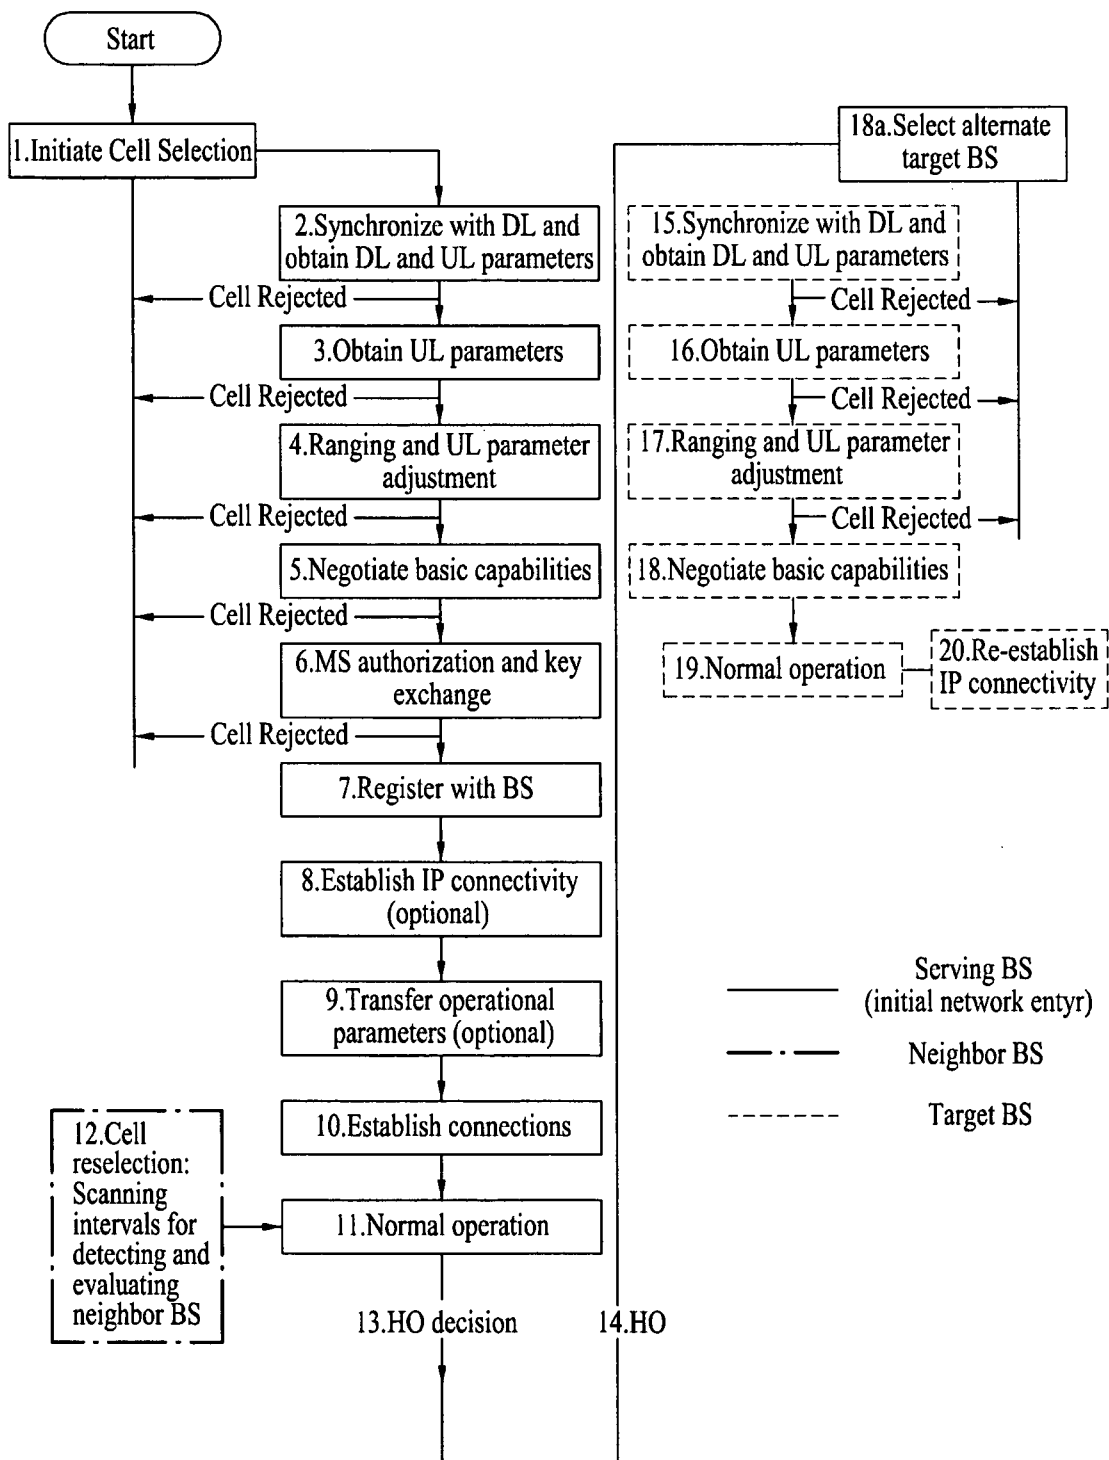 Start
1.Initiate Cell Selection
2.Synchronize with DL and
obtain DL and UL parameters
Cell Rejected
3.Obtain UL parameters
Cell Rejected
4.Ranging and UL parameter
adjustment
Cell Rejected
5.Negotiate basic capabilities
Cell Rejected
6.MS authorization and key
exchange
Cell Rejected
7.Register with BS
8.Establish IP connectivity
(optional)
9.Transfer operational
parameters (optional)
10.Establish connections
11.Normal operation
12.Cell
reselection:
Scanning
intervals for
detecting and
evaluating
neighbor BS
13.HO decision
14.HO
18a.Select alternate
target BS
15.Synchronize with DL and
obtain DL and UL parameters
Cell Rejected
16.Obtain UL parameters
Cell Rejected
17.Ranging and UL parameter
adjustment
Cell Rejected
18.Negotiate basic capabilities
19.Normal operation
20.Re-establish
IP connectivity
Serving BS
(initial network entyr)
Neighbor BS
Target BS